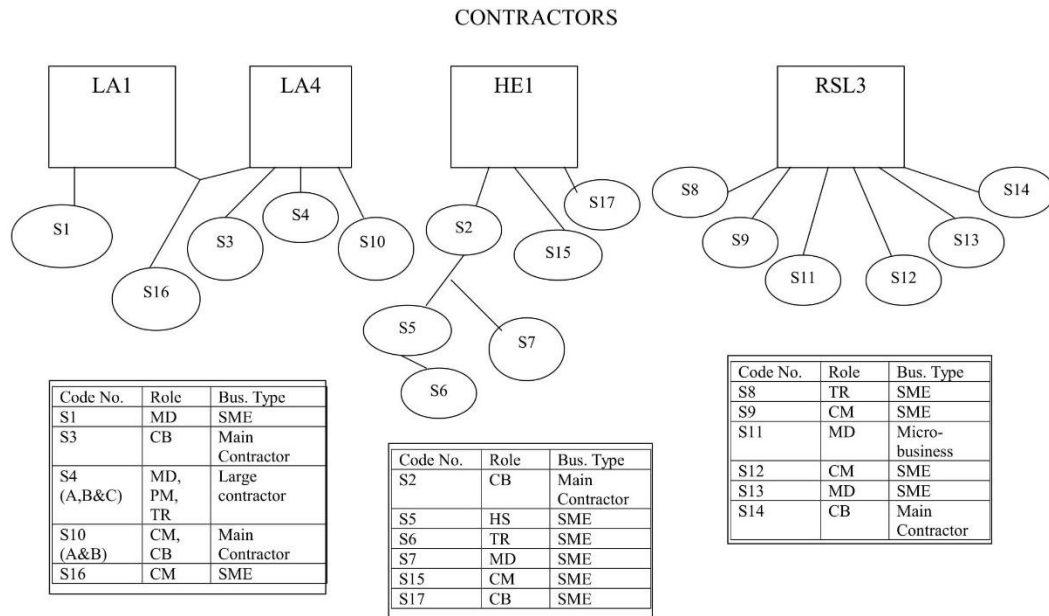 CONTRACTORS
LA1
LA4
HE1
RSL3
S1
S16
S3
S4
S10
S2
S15
S17
S5
S7
S6
S8
S9
S11
S12
S13
S14
Code No. Role Bus. Type
S1 MD SME
S3 CB Main
Contractor
S4 MD, Large
(A,B&C) PM, contractor
TR
S10 CM, Main
(A&B) CB Contractor
S16 CM SME
Code No. Role Bus. Type
S2 CB Main
Contractor
S5 HS SME
S6 TR SME
S7 MD SME
S15 CM SME
S17 CB SME
Code No. Role Bus. Type
S8 TR SME
S9 CM SME
S11 MD Micro-
business
S12 CM SME
S13 MD SME
S14 CB Main
Contractor